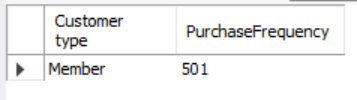 Customer
type
PurchaseFrequency
Member 501